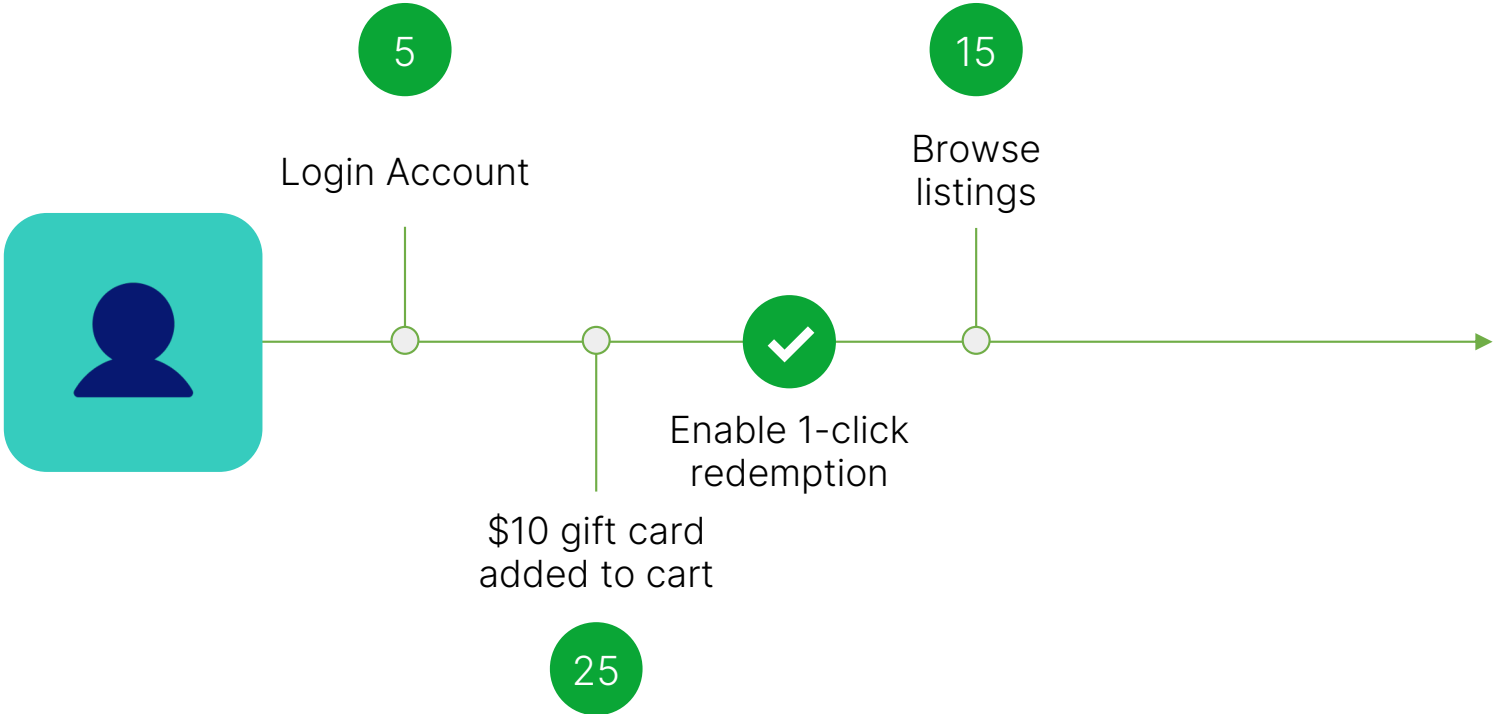 5
Login Account
$10 gift card
added to cart
25
Enable 1-click
redemption
15
Browse
listings